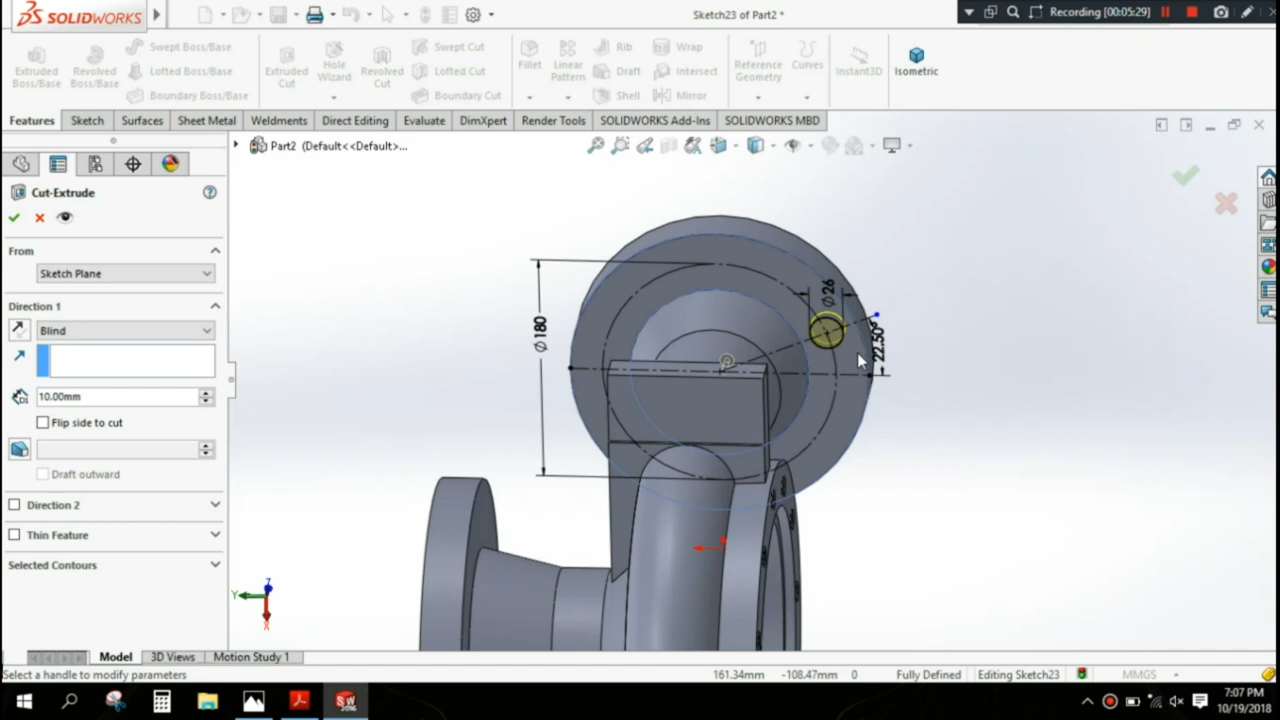 SOLIDWORKS
Sketch23 of Part2 *
Recording [00:05:29]
Extruded Boss/Base
Revolved Boss/Base
Swept Boss/Base
Lofted Boss/Base
Boundary Boss/Base
Extruded Cut
Hole Wizard
Revolved Cut
Swept Cut
Lofted Cut
Boundary Cut
Fillet
Linear Pattern
Rib
Draft
Shell
Wrap
Intersect
Mirror
Reference Geometry
Curves
Instant3D
Isometric
Features
Sketch
Surfaces
Sheet Metal
Weldments
Direct Editing
Evaluate
DimXpert
Render Tools
SOLIDWORKS Add-Ins
SOLIDWORKS MBD
Part2 (Default<<Default>...
Cut-Extrude
From
Sketch Plane
Direction 1
Blind
10.00mm
Flip side to cut
Draft outward
Direction 2
Thin Feature
Selected Contours
∅180
∅26
22.50°
Z
Y
X
Model
3D Views
Motion Study 1
Select a handle to modify parameters
161.34mm
-108.47mm
0
Fully Defined
Editing Sketch23
MMGS
SW
2016
7:07 PM
10/19/2018